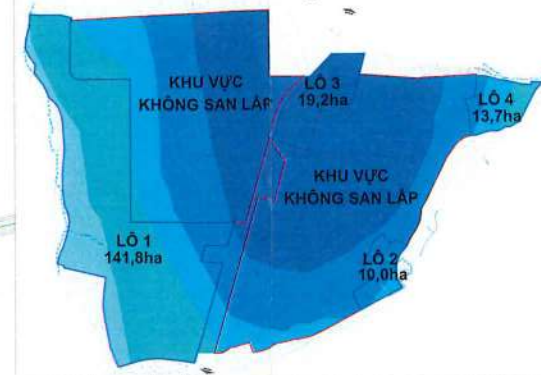 KHU VỰC
KHÔNG SAN LẤP
LÔ 3
19,2ha
LÔ 4
13,7ha
KHU VỰC
KHÔNG SAN LẤP
LÔ 1
141,8ha
LÔ 2
10,0ha